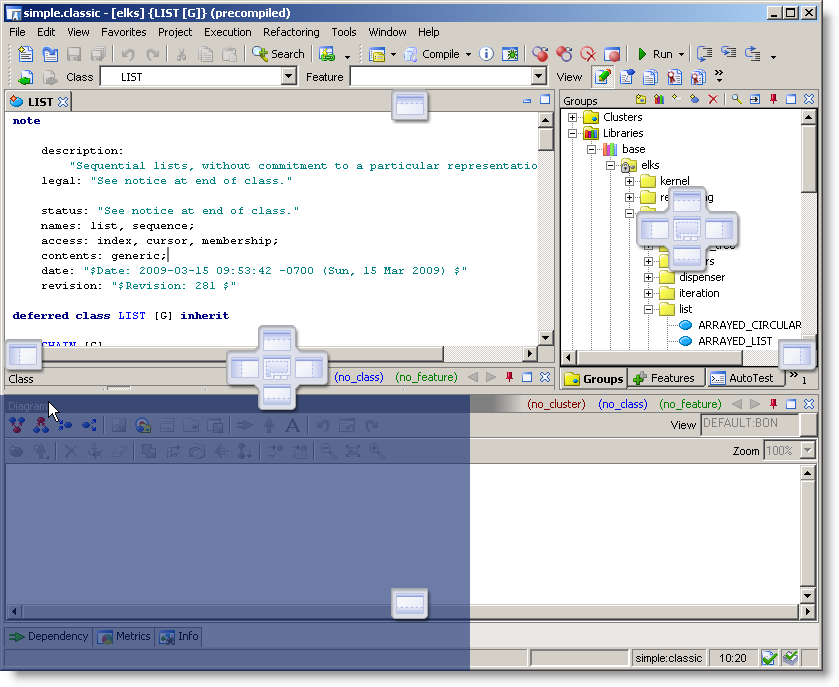 simple.classic - [elks] {LIST [G]} (precompiled)
File Edit View Favorites Project Execution Refactoring Tools Window Help
Search Compile Run
Class LIST Feature View
LIST
Groups
note
description:
"Sequential lists, without commitment to a particular representatio
legal: "See notice at end of class."
status: "See notice at end of class."
names: list, sequence;
access: index, cursor, membership;
contents: generic;
date: "$Date: 2009-03-15 09:53:42 -0700 (Sun, 15 Mar 2009) $"
revision: "$Revision: 281 $"
deferred class LIST [G] inherit
CHAIN [G]
Clusters
Libraries
base
elks
kernel
dispenser
iteration
list
ARRAYED_CIRCULAR
ARRAYED_LIST
Class (no_class) (no_feature)
Groups Features AutoTest 1
Diagram (no_cluster) (no_class) (no_feature)
View DEFAULT:BON
Zoom 100%
Dependency Metrics Info
simple:classic 10:20